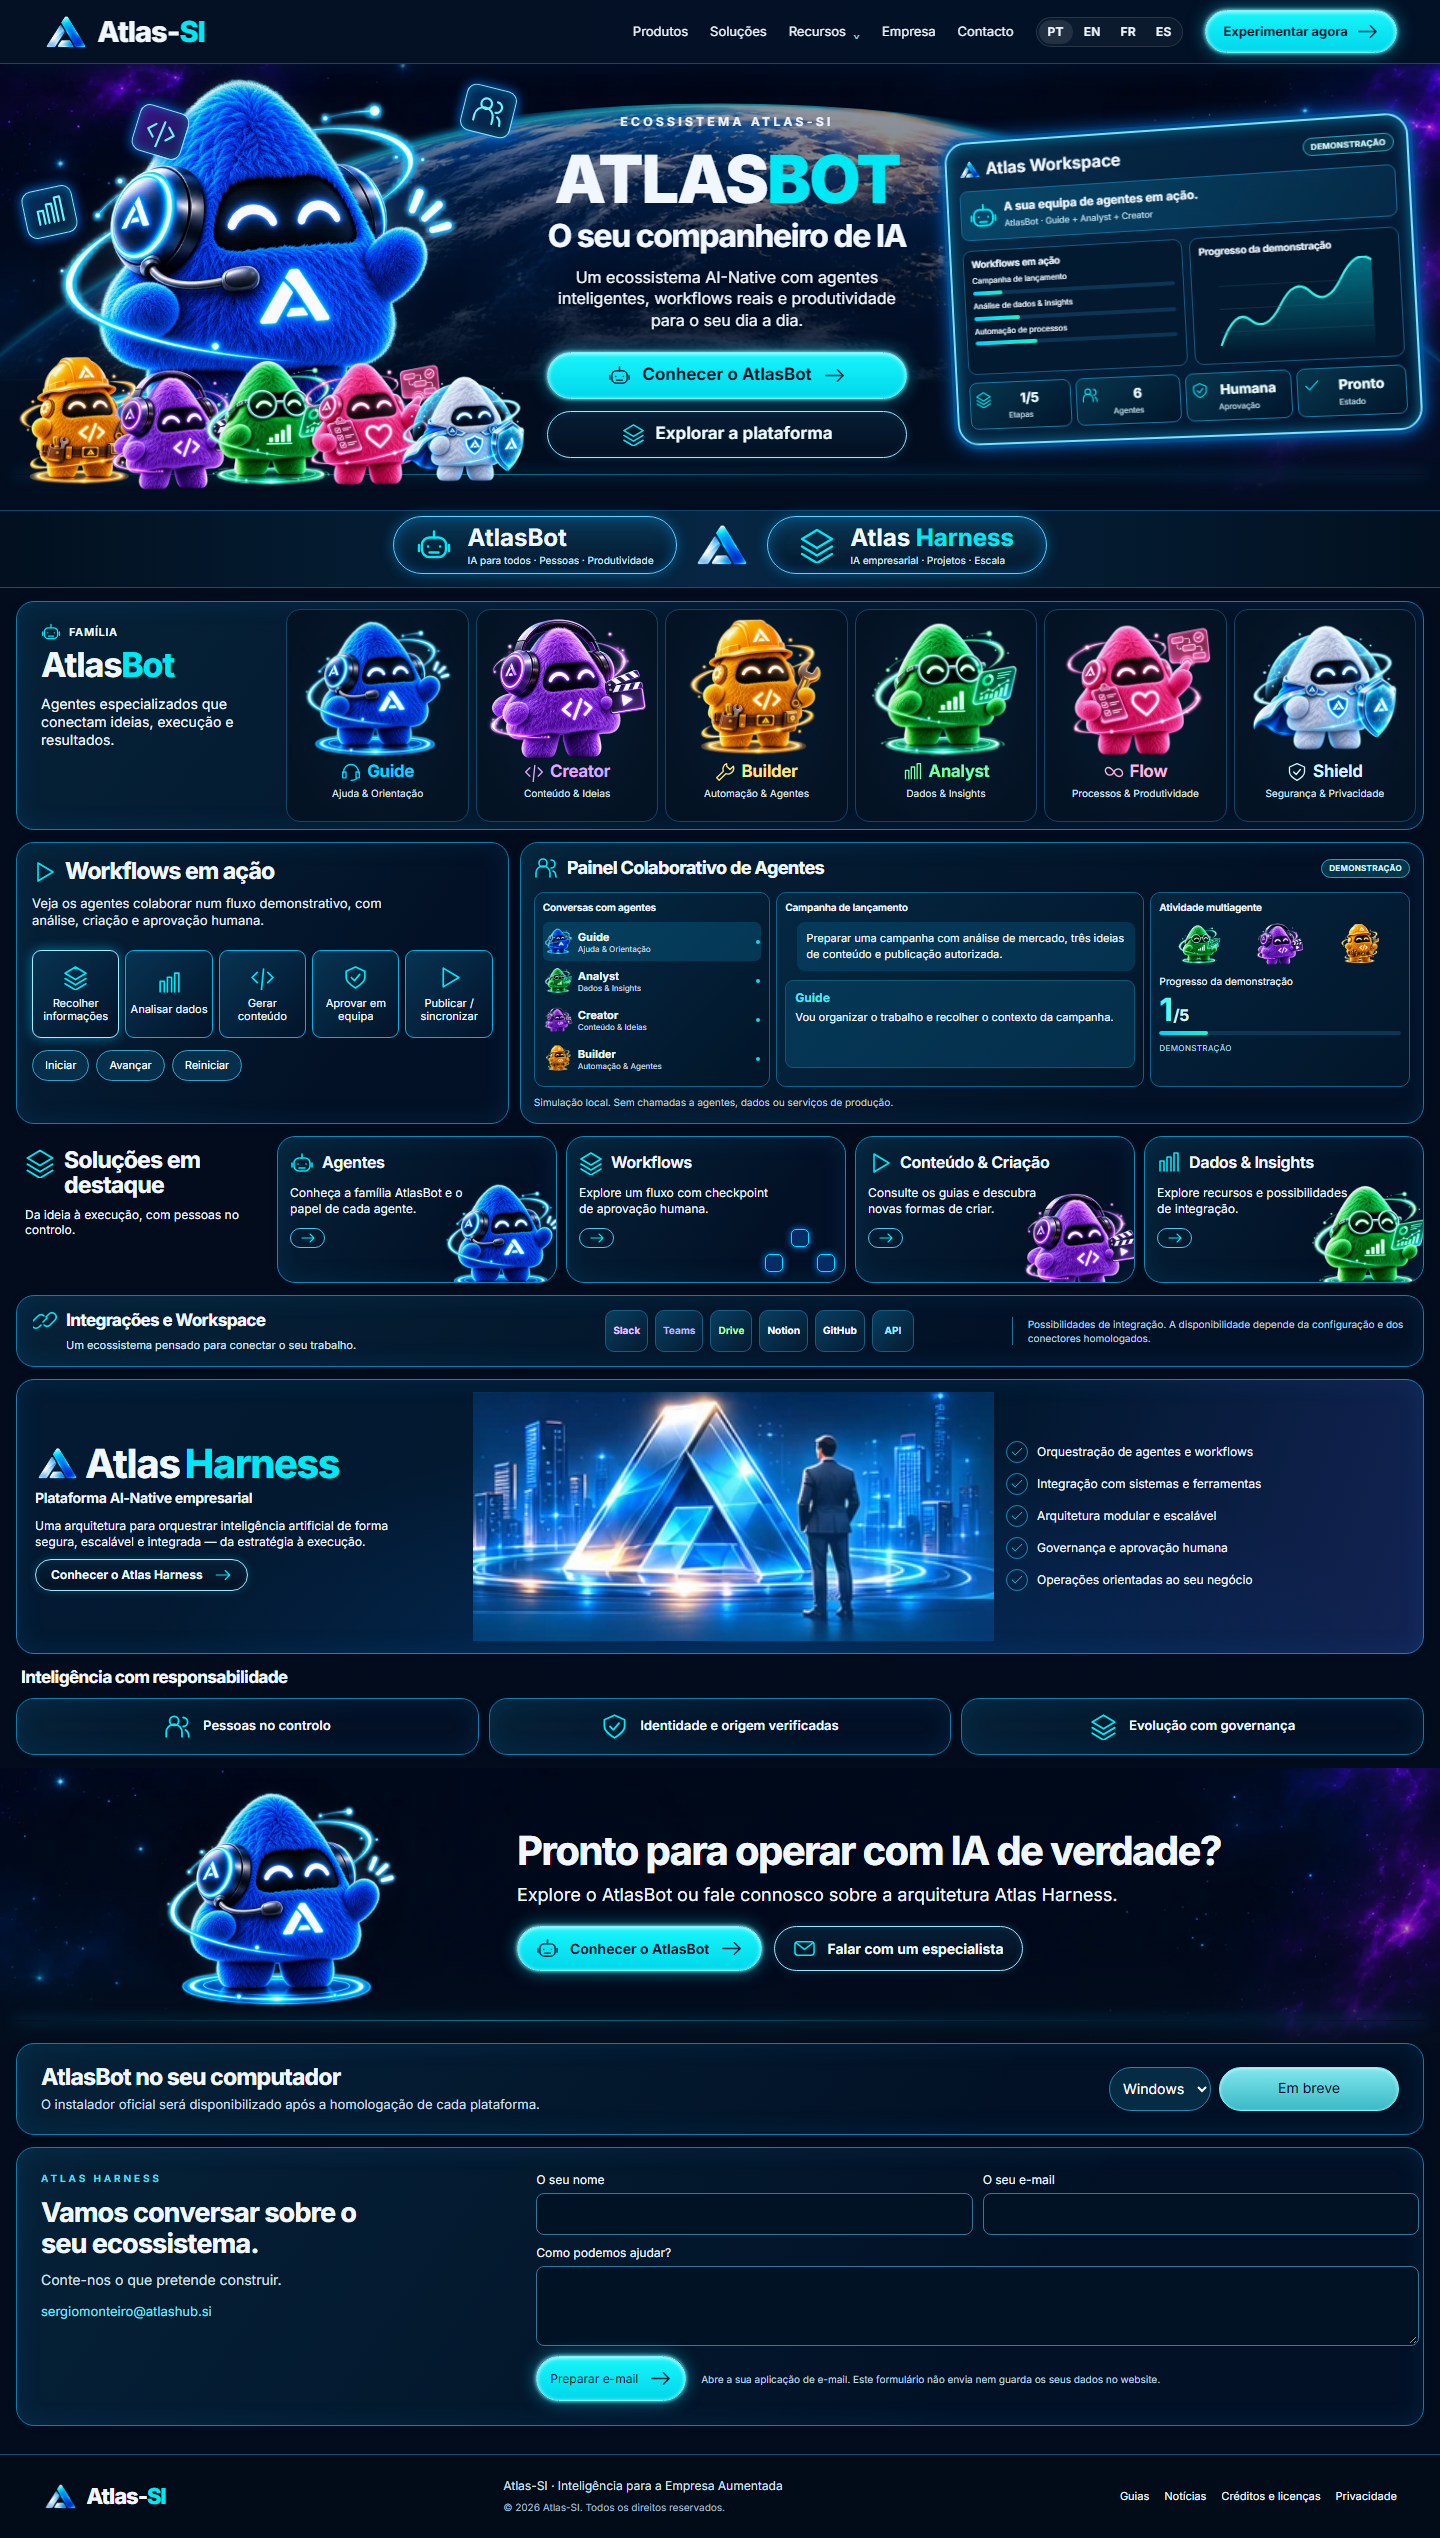 Atlas-SI
Produtos
Soluções
Recursos
Empresa
Contacto
PT
EN
FR
ES
Experimentar agora
ECOSSISTEMA ATLAS-SI
ATLASBOT
O seu companheiro de IA
Um ecossistema AI-Native com agentes
inteligentes, workflows reais e produtividade
para o seu dia a dia.
Conhecer o AtlasBot
Explorar a plataforma
Atlas Workspace
DEMONSTRAÇÃO
A sua equipa de agentes em ação.
AtlasBot · Guide + Analyst + Creator
Workflows em ação
Campanha de lançamento
Análise de dados & Insights
Automação de processos
Progresso da demonstração
1/5
Etapas
6
Agentes
Humana
Aprovação
Pronto
Estado
AtlasBot
IA para todos · Pessoas · Produtividade
Atlas Harness
IA empresarial · Projetos · Escala
FAMÍLIA
AtlasBot
Agentes especializados que
conectam ideias, execução e
resultados.
Guide
Ajuda & Orientação
Creator
Conteúdo & Ideias
Builder
Automação & Agentes
Analyst
Dados & Insights
Flow
Processos & Produtividade
Shield
Segurança & Privacidade
Workflows em ação
Veja os agentes colaborar num fluxo demonstrativo, com
análise, criação e aprovação humana.
Recolher
informações
Analisar dados
Gerar
conteúdo
Aprovar em
equipa
Publicar /
sincronizar
Iniciar
Avançar
Reiniciar
Painel Colaborativo de Agentes
DEMONSTRAÇÃO
Conversas com agentes
Guide
Ajuda & Orientação
Analyst
Dados & Insights
Creator
Conteúdo & Ideias
Builder
Automação & Agentes
Campanha de lançamento
Preparar uma campanha com análise de mercado, três ideias
de conteúdo e publicação autorizada.
Guide
Vou organizar o trabalho e recolher o contexto da campanha.
Atividade multiagente
Progresso da demonstração
1/5
DEMONSTRAÇÃO
Simulação local. Sem chamadas a agentes, dados ou serviços de produção.
Soluções em
destaque
Da ideia à execução, com pessoas no
controlo.
Agentes
Conheça a família AtlasBot e o
papel de cada agente.
Workflows
Explore um fluxo com checkpoint
de aprovação humana.
Conteúdo & Criação
Consulte os guias e descubra
novas formas de criar.
Dados & Insights
Explore recursos e possibilidades
de integração.
Integrações e Workspace
Um ecossistema pensado para conectar o seu trabalho.
Slack
Teams
Drive
Notion
GitHub
API
Possibilidades de integração. A disponibilidade depende da configuração e dos
conectores homologados.
Atlas Harness
Plataforma AI-Native empresarial
Uma arquitetura para orquestrar inteligência artificial de forma
segura, escalável e integrada — da estratégia à execução.
Conhecer o Atlas Harness
Orquestração de agentes e workflows
Integração com sistemas e ferramentas
Arquitetura modular e escalável
Governança e aprovação humana
Operações orientadas ao seu negócio
Inteligência com responsabilidade
Pessoas no controlo
Identidade e origem verificadas
Evolução com governança
Pronto para operar com IA de verdade?
Explore o AtlasBot ou fale connosco sobre a arquitetura Atlas Harness.
Conhecer o AtlasBot
Falar com um especialista
AtlasBot no seu computador
O instalador oficial será disponibilizado após a homologação de cada plataforma.
Windows
Em breve
ATLAS HARNESS
Vamos conversar sobre o
seu ecossistema.
Conte-nos o que pretende construir.
sergiomonteiro@atlashub.si
O seu nome
O seu e-mail
Como podemos ajudar?
Preparar e-mail
Abre a sua aplicação de e-mail. Este formulário não envia nem guarda os seus dados no website.
Atlas-SI
Atlas-SI · Inteligência para a Empresa Aumentada
© 2026 Atlas-SI. Todos os direitos reservados.
Guias
Notícias
Créditos e licenças
Privacidade